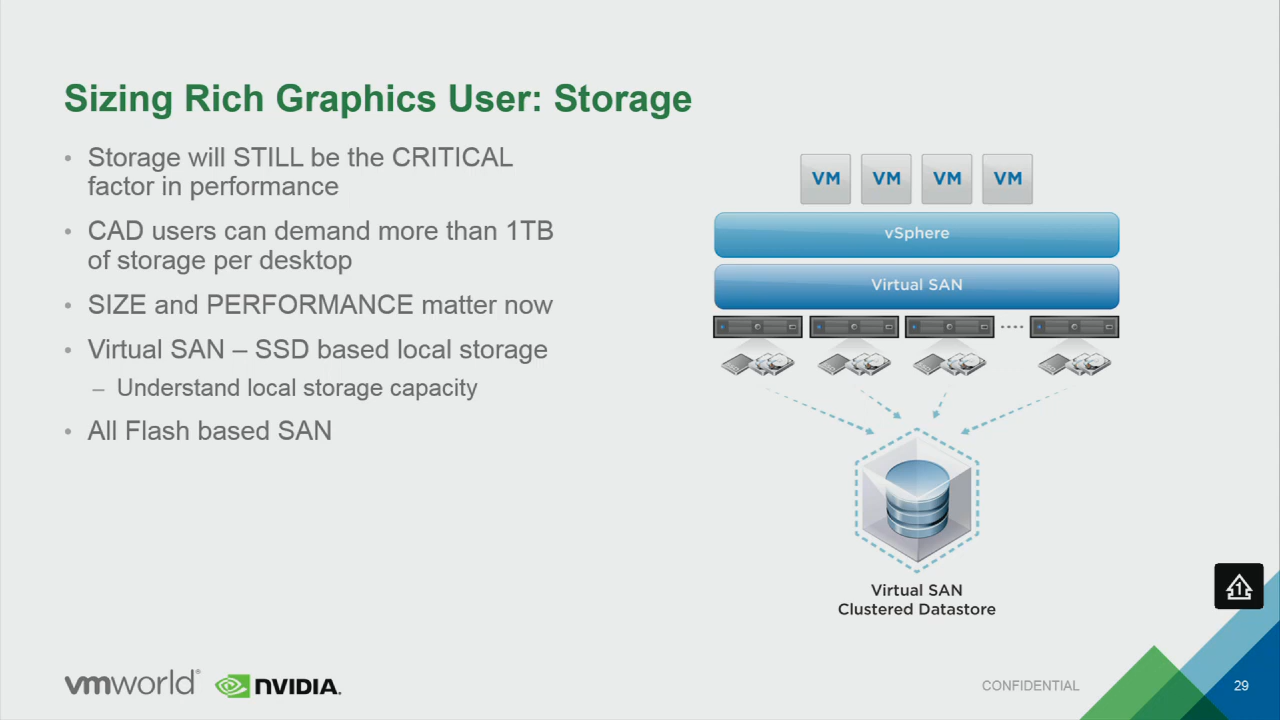 Sizing Rich Graphics User: Storage
• Storage will STILL be the CRITICAL
factor in performance
• CAD users can demand more than 1TB
of storage per desktop
• SIZE and PERFORMANCE matter now
• Virtual SAN – SSD based local storage
– Understand local storage capacity
• All Flash based SAN
VM VM VM VM
vSphere
Virtual SAN
Virtual SAN
Clustered Datastore
1
vmworld® NVIDIA.
CONFIDENTIAL
29